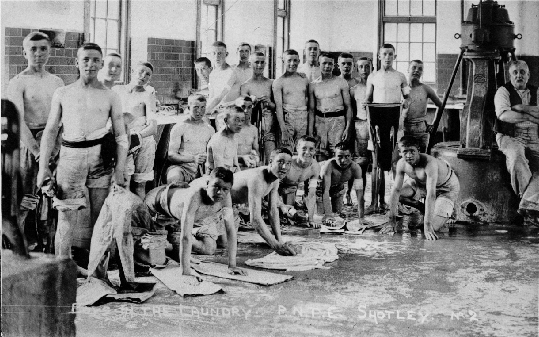 AT THE LAUNDRY. R.N.T.E. SHOTLEY. No 2